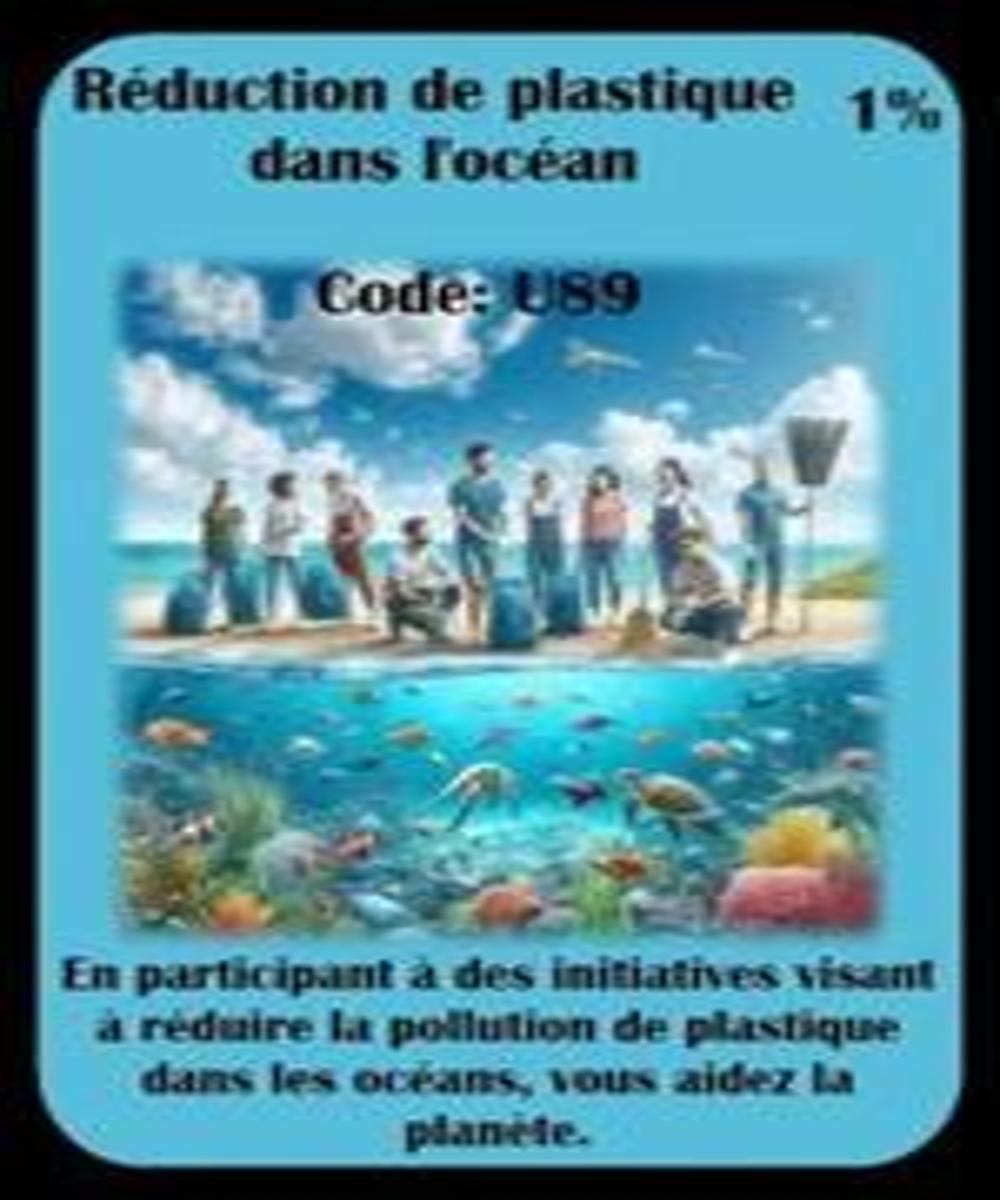 Réduction de plastique
dans l'océan
1%
Code: U89
En participant à des initiatives visant
à réduire la pollution de plastique
dans les océans, vous aidez la
planète.